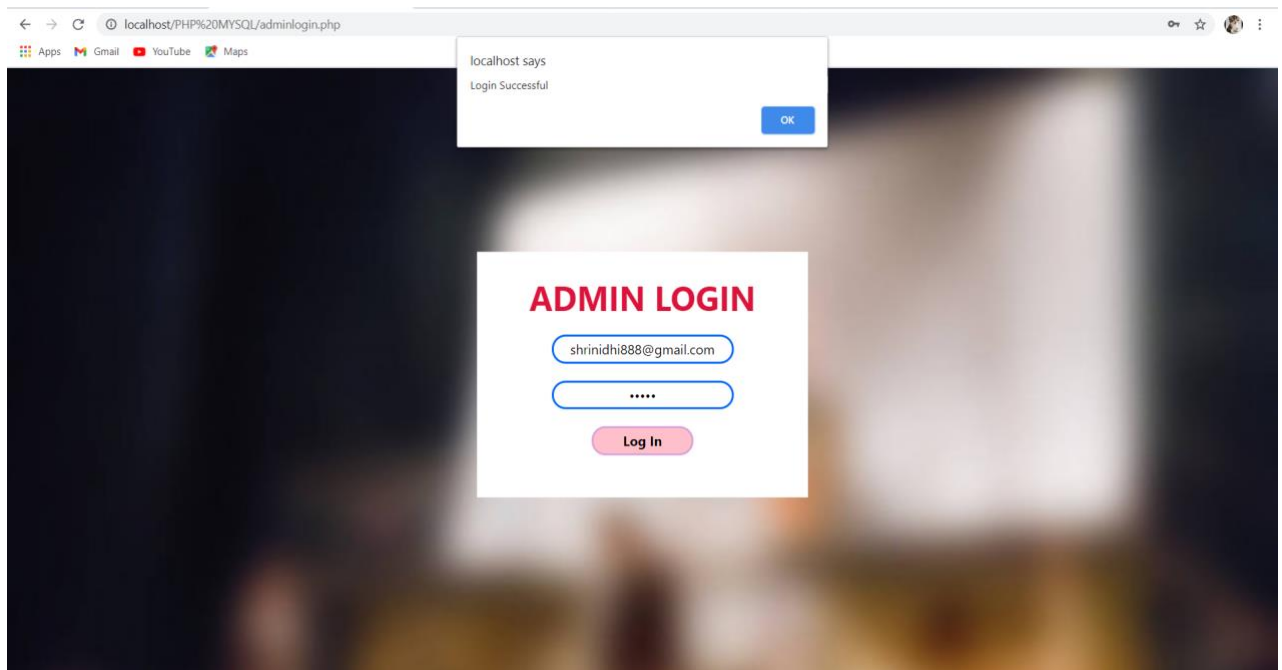 localhost/PHP%20MYSQL/adminlogin.php
Apps Gmail YouTube Maps
localhost says
Login Successful
OK
ADMIN LOGIN
shrinidhi888@gmail.com
•••••
Log In